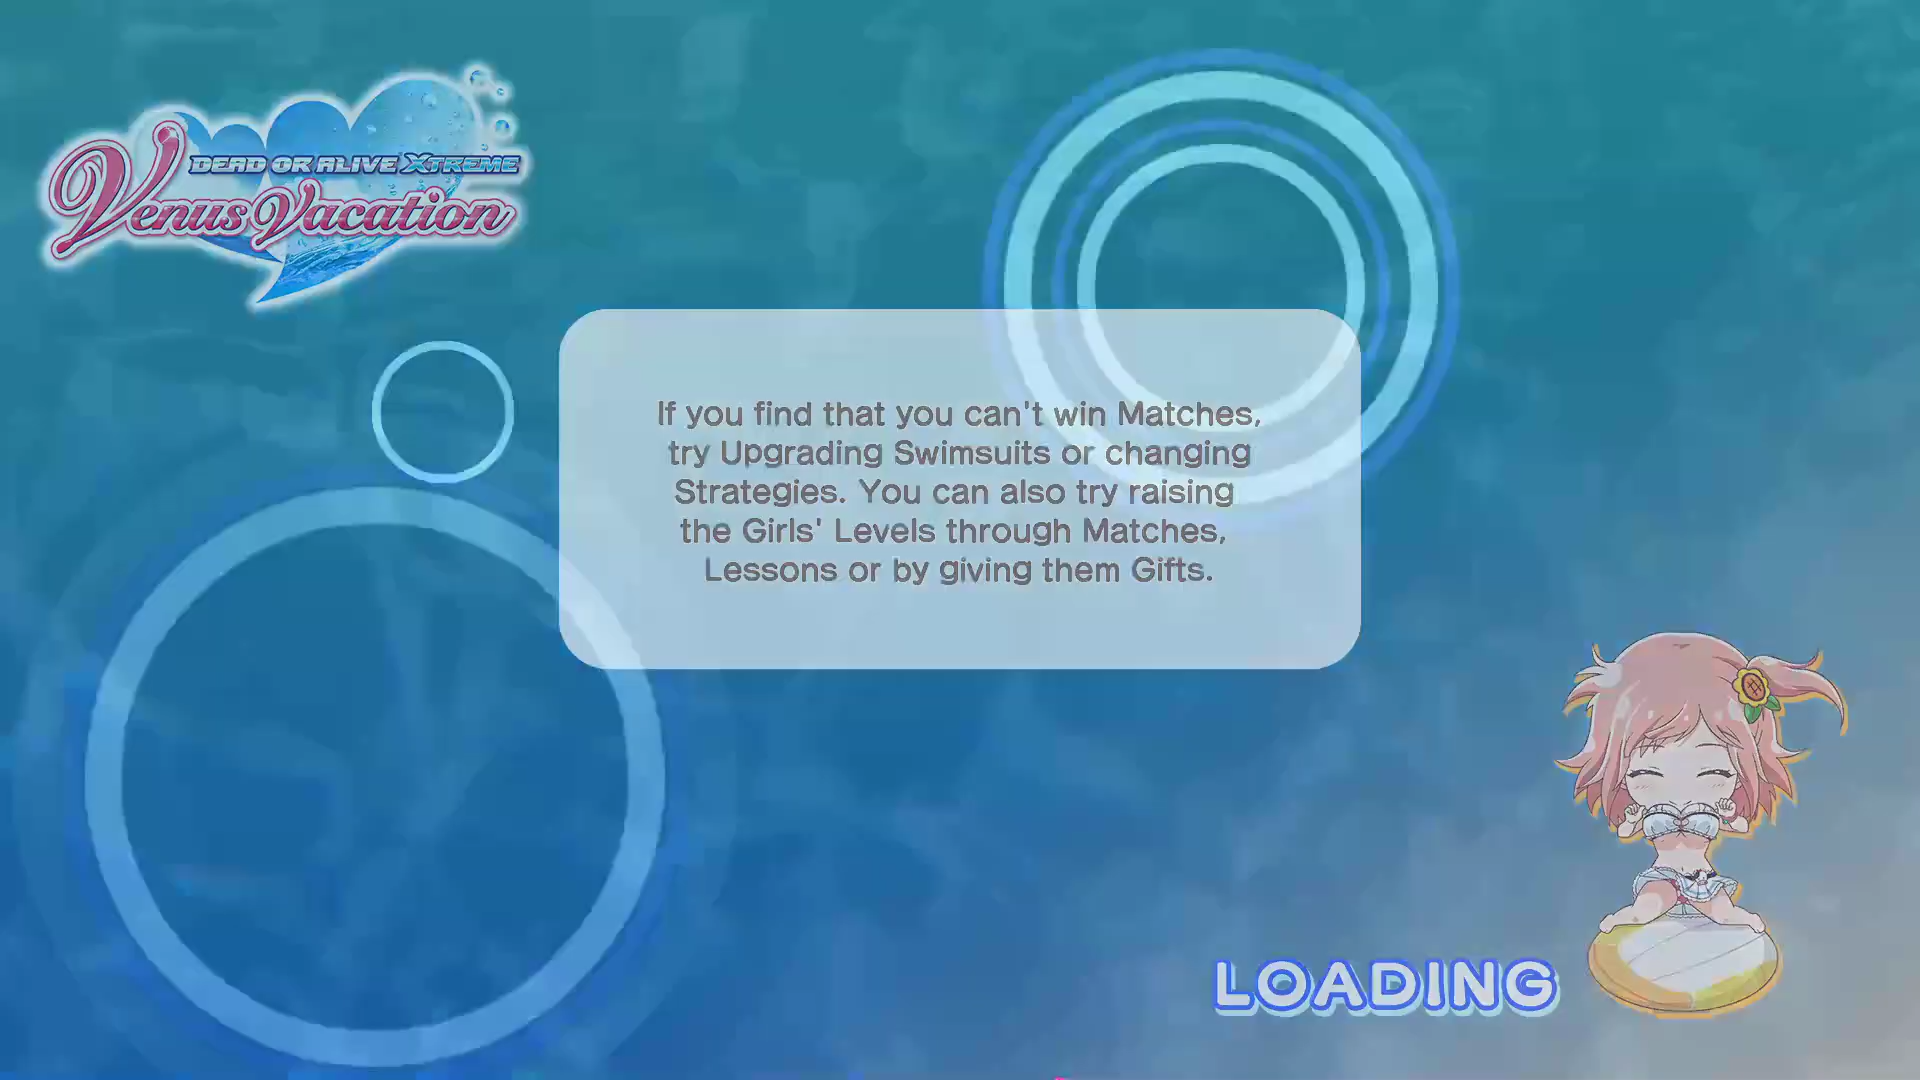 DEAD OR ALIVE XTREME
Venus Vacation
If you find that you can't win Matches,
try Upgrading Swimsuits or changing
Strategies. You can also try raising
the Girls' Levels through Matches,
Lessons or by giving them Gifts.
LOADING